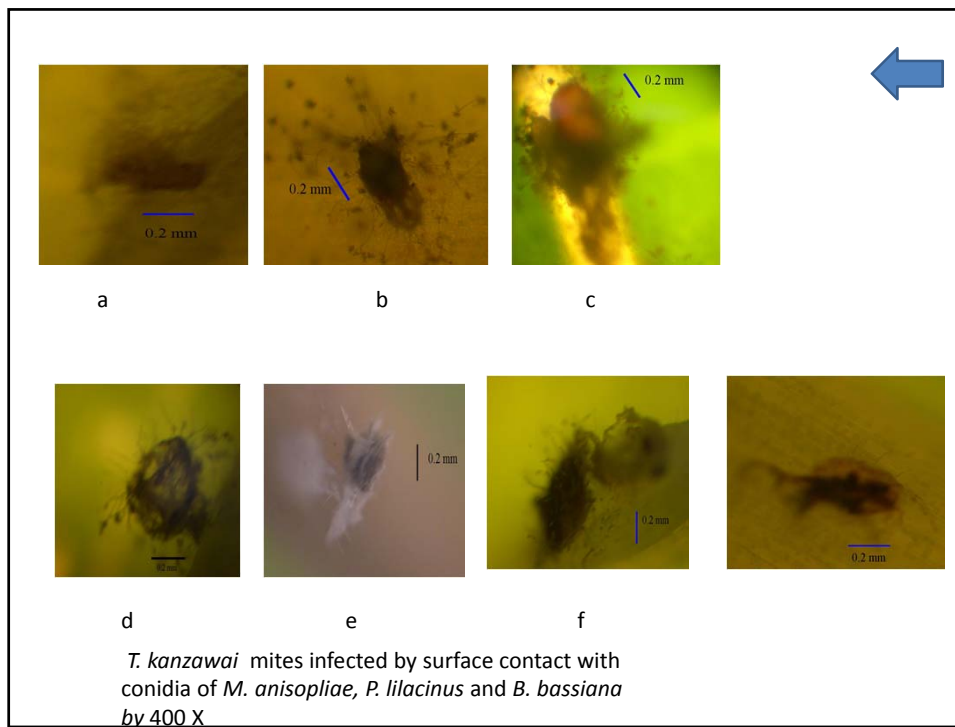 0.2 mm
0.2 mm
0.2 mm
a b c
0.2 mm
0.2 mm
0.2 mm
0.2 mm
d e f
T. kanzawai mites infected by surface contact with
conidia of M. anisopliae, P. lilacinus and B. bassiana
by 400 X